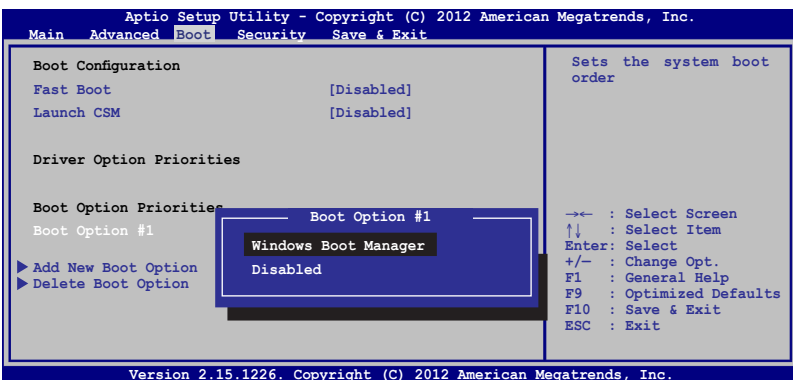 Aptio Setup Utility - Copyright (C) 2012 American Megatrends, Inc.
Main Advanced Boot Security Save & Exit
Boot Configuration
Fast Boot [Disabled]
Launch CSM [Disabled]
Driver Option Priorities
Boot Option Priorities
Boot Option #1
Add New Boot Option
Delete Boot Option
Boot Option #1
Windows Boot Manager
Disabled
Sets the system boot
order
→← : Select Screen
↑↓ : Select Item
Enter: Select
+/— : Change Opt.
F1 : General Help
F9 : Optimized Defaults
F10 : Save & Exit
ESC : Exit
Version 2.15.1226. Copyright (C) 2012 American Megatrends, Inc.